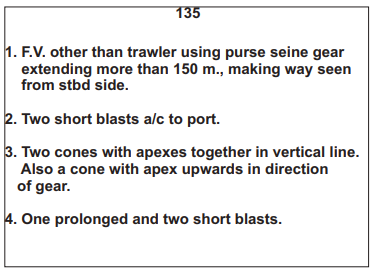 135
1. F.V. other than trawler using purse seine gear
extending more than 150 m., making way seen
from stbd side.
2. Two short blasts a/c to port.
3. Two cones with apexes together in vertical line.
Also a cone with apex upwards in direction
of gear.
4. One prolonged and two short blasts.